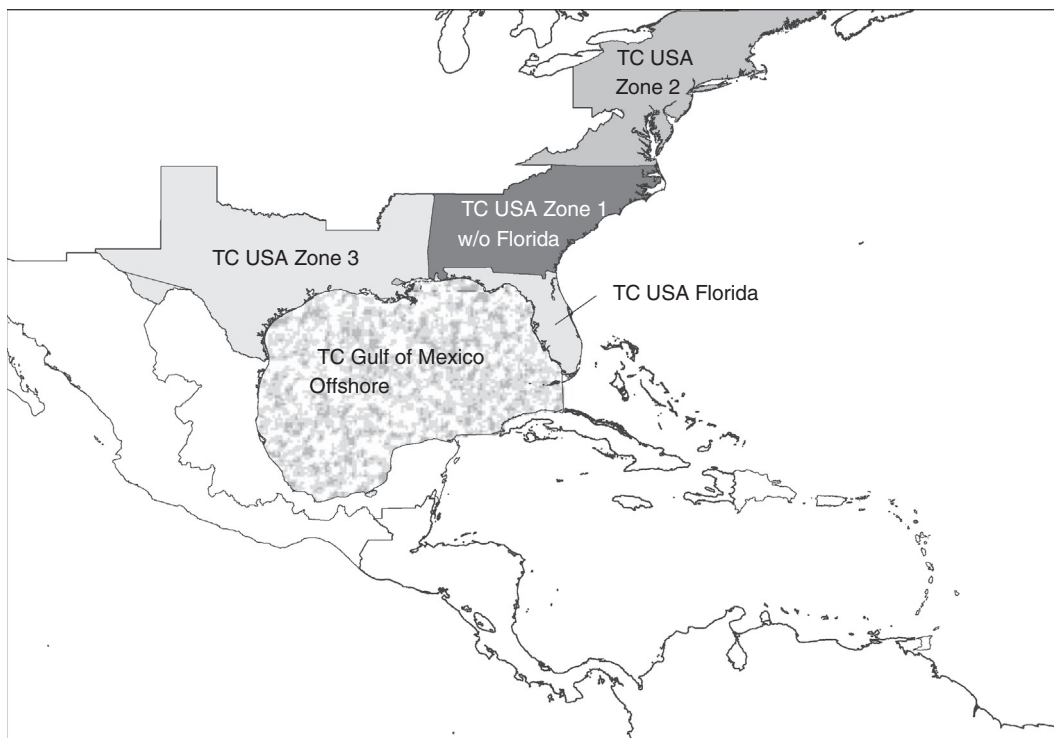 TC USA
Zone 2
TC USA Zone 1
w/o Florida
TC USA Zone 3
TC USA Florida
TC Gulf of Mexico
Offshore